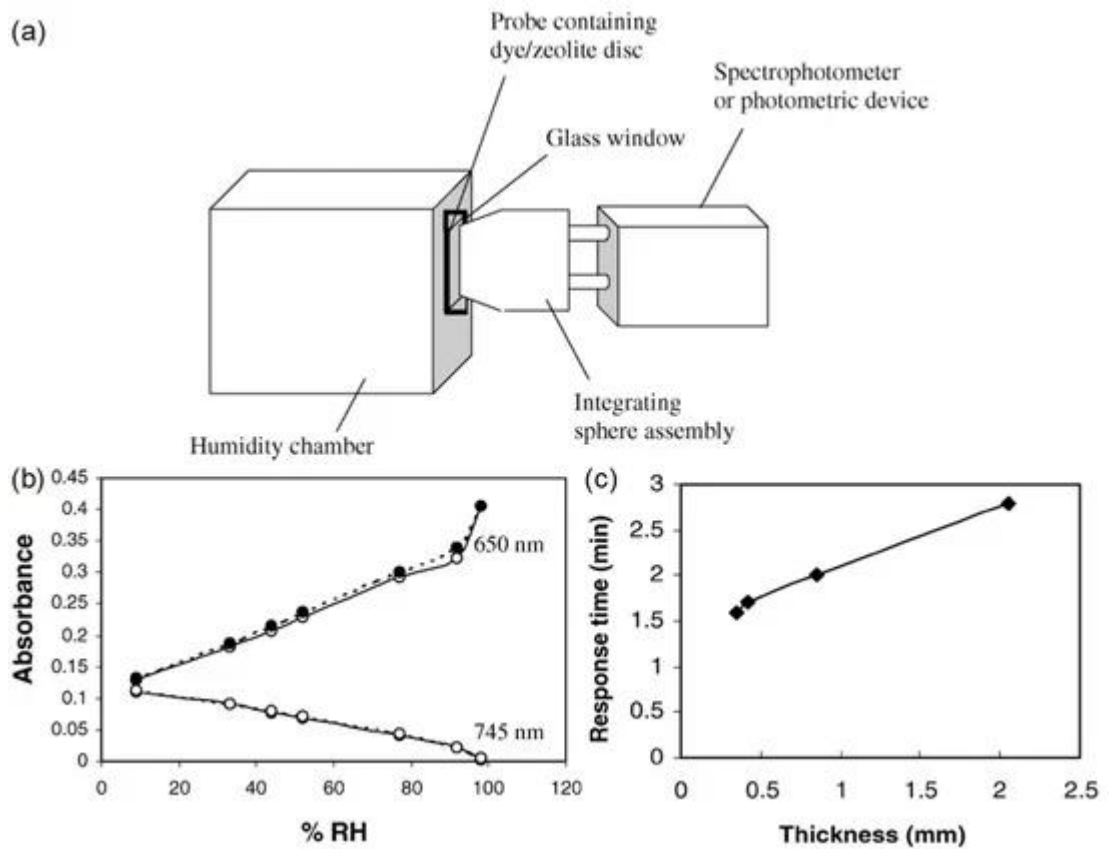 (a)
Probe containing
dye/zeolite disc
Spectrophotometer
or photometric device
Glass window
Integrating
sphere assembly
Humidity chamber
(b)
Absorbance
0.45
0.4
0.35
0.3
0.25
0.2
0.15
0.1
0.05
0
650 nm
745 nm
0 20 40 60 80 100 120
% RH
(c)
Response time (min)
3
2.5
2
1.5
1
0.5
0
0 0.5 1 1.5 2 2.5
Thickness (mm)